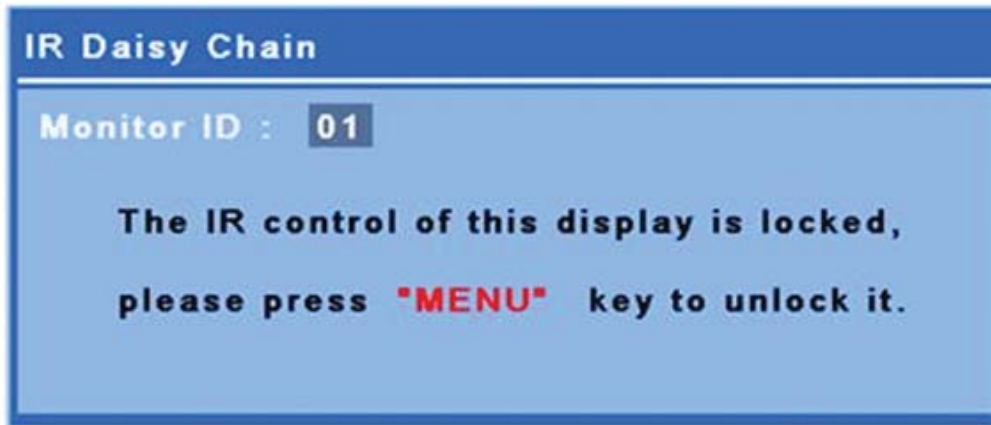 IR Daisy Chain
Monitor ID : 01
The IR control of this display is locked,
please press "MENU" key to unlock it.